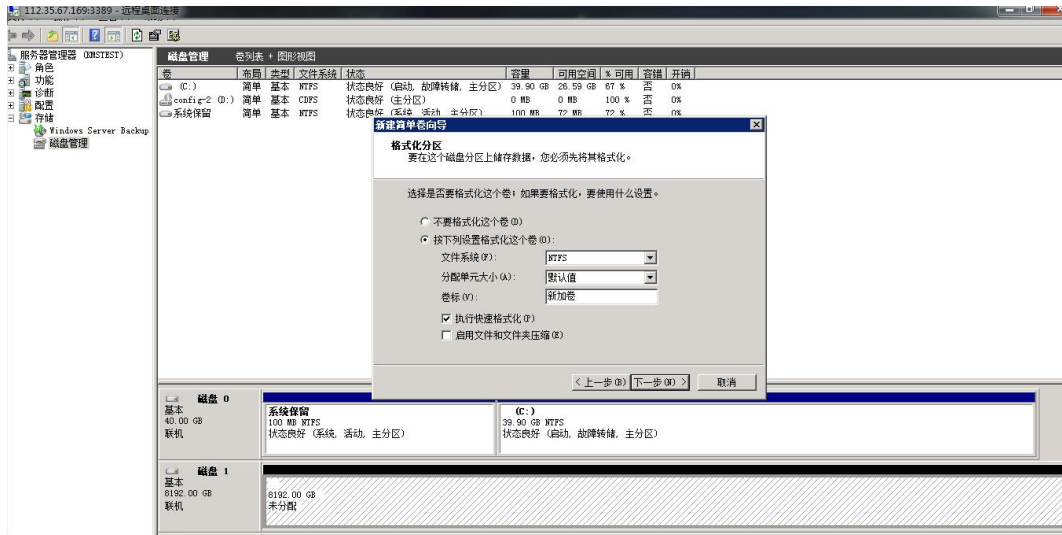 112.35.67.169:3389 - 远程桌面连接
服务器管理器 (KMSTEST)
角色
功能
诊断
配置
存储
Windows Server Backup
磁盘管理
磁盘管理 卷列表 + 图形视图
卷 布局 类型 文件系统 状态 容量 可用空间 % 可用 容错 开销
(C:) 简单 基本 NTFS 状态良好 (启动, 故障转储, 主分区) 39.90 GB 26.59 GB 67 % 否 0%
config-2 (D:) 简单 基本 CDFS 状态良好 (主分区) 0 MB 0 MB 100 % 否 0%
系统保留 简单 基本 NTFS 状态良好 (系统, 活动, 主分区) 100 MB 72 MB 72 % 否 0%
新建简单卷向导
格式化分区
要在这个磁盘分区上储存数据，您必须先将其格式化。
选择是否要格式化这个卷；如果要格式化，要使用什么设置。
不要格式化这个卷(D)
按下列设置格式化这个卷(O):
文件系统(F): NTFS
分配单元大小(A): 默认值
卷标(V): 新加卷
执行快速格式化(P)
启用文件和文件夹压缩(E)
< 上一步(B) 下一步(N) > 取消
磁盘 0
基本
40.00 GB
联机
系统保留
100 MB NTFS
状态良好 (系统, 活动, 主分区)
(C:)
39.90 GB NTFS
状态良好 (启动, 故障转储, 主分区)
磁盘 1
基本
8192.00 GB
联机
8192.00 GB
未分配